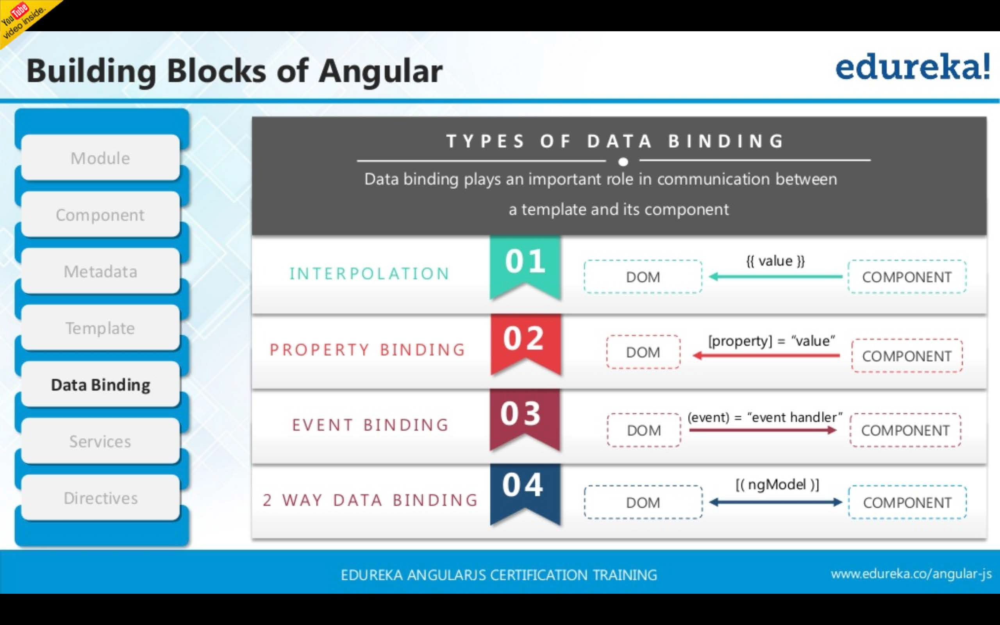 YouTube
video inside.
Building Blocks of Angular
edureka!
Module
Component
Metadata
Template
Data Binding
Services
Directives
TYPES OF DATA BINDING
Data binding plays an important role in communication between
a template and its component
INTERPOLATION
01
DOM
{{ value }}
COMPONENT
PROPERTY BINDING
02
DOM
[property] = “value”
COMPONENT
EVENT BINDING
03
DOM
(event) = “event handler”
COMPONENT
2 WAY DATA BINDING
04
DOM
[( ngModel )]
COMPONENT
EDUREKA ANGULARJS CERTIFICATION TRAINING
www.edureka.co/angular-js